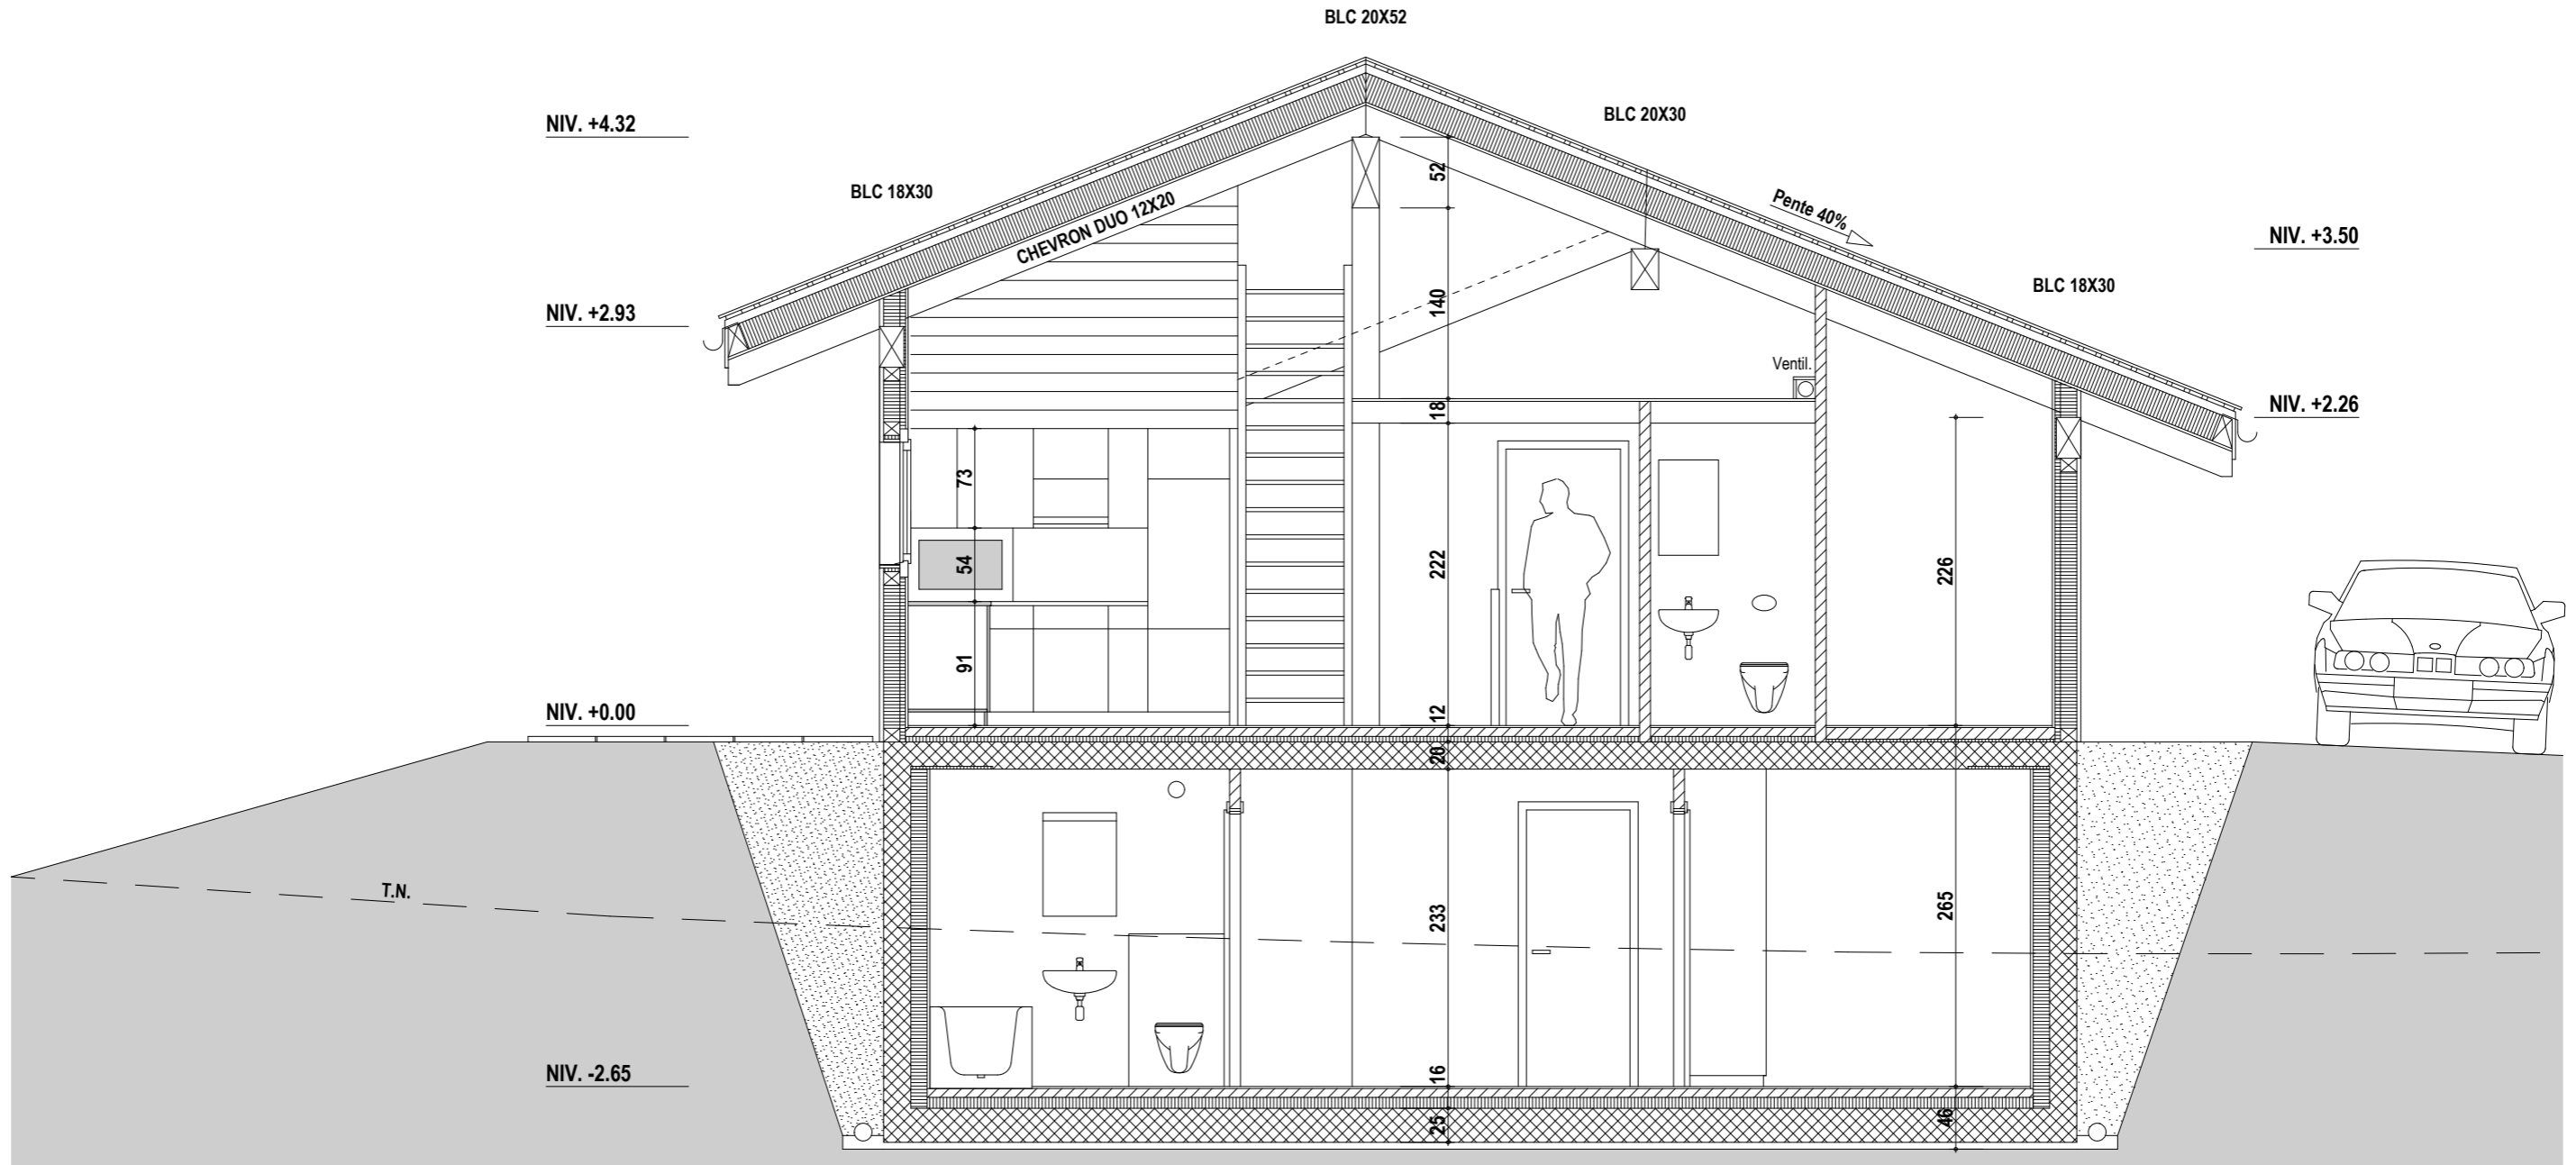 BLC 20X52
NIV. +4.32
BLC 20X30
52
BLC 18X30
CHEVRON DUO 12X20
Pente 40%
NIV. +3.50
BLC 18X30
NIV. +2.93
140
Ventil.
NIV. +2.26
18
73
54
222
226
91
NIV. +0.00
12
20
T.N.
233
265
NIV. -2.65
16
25
46